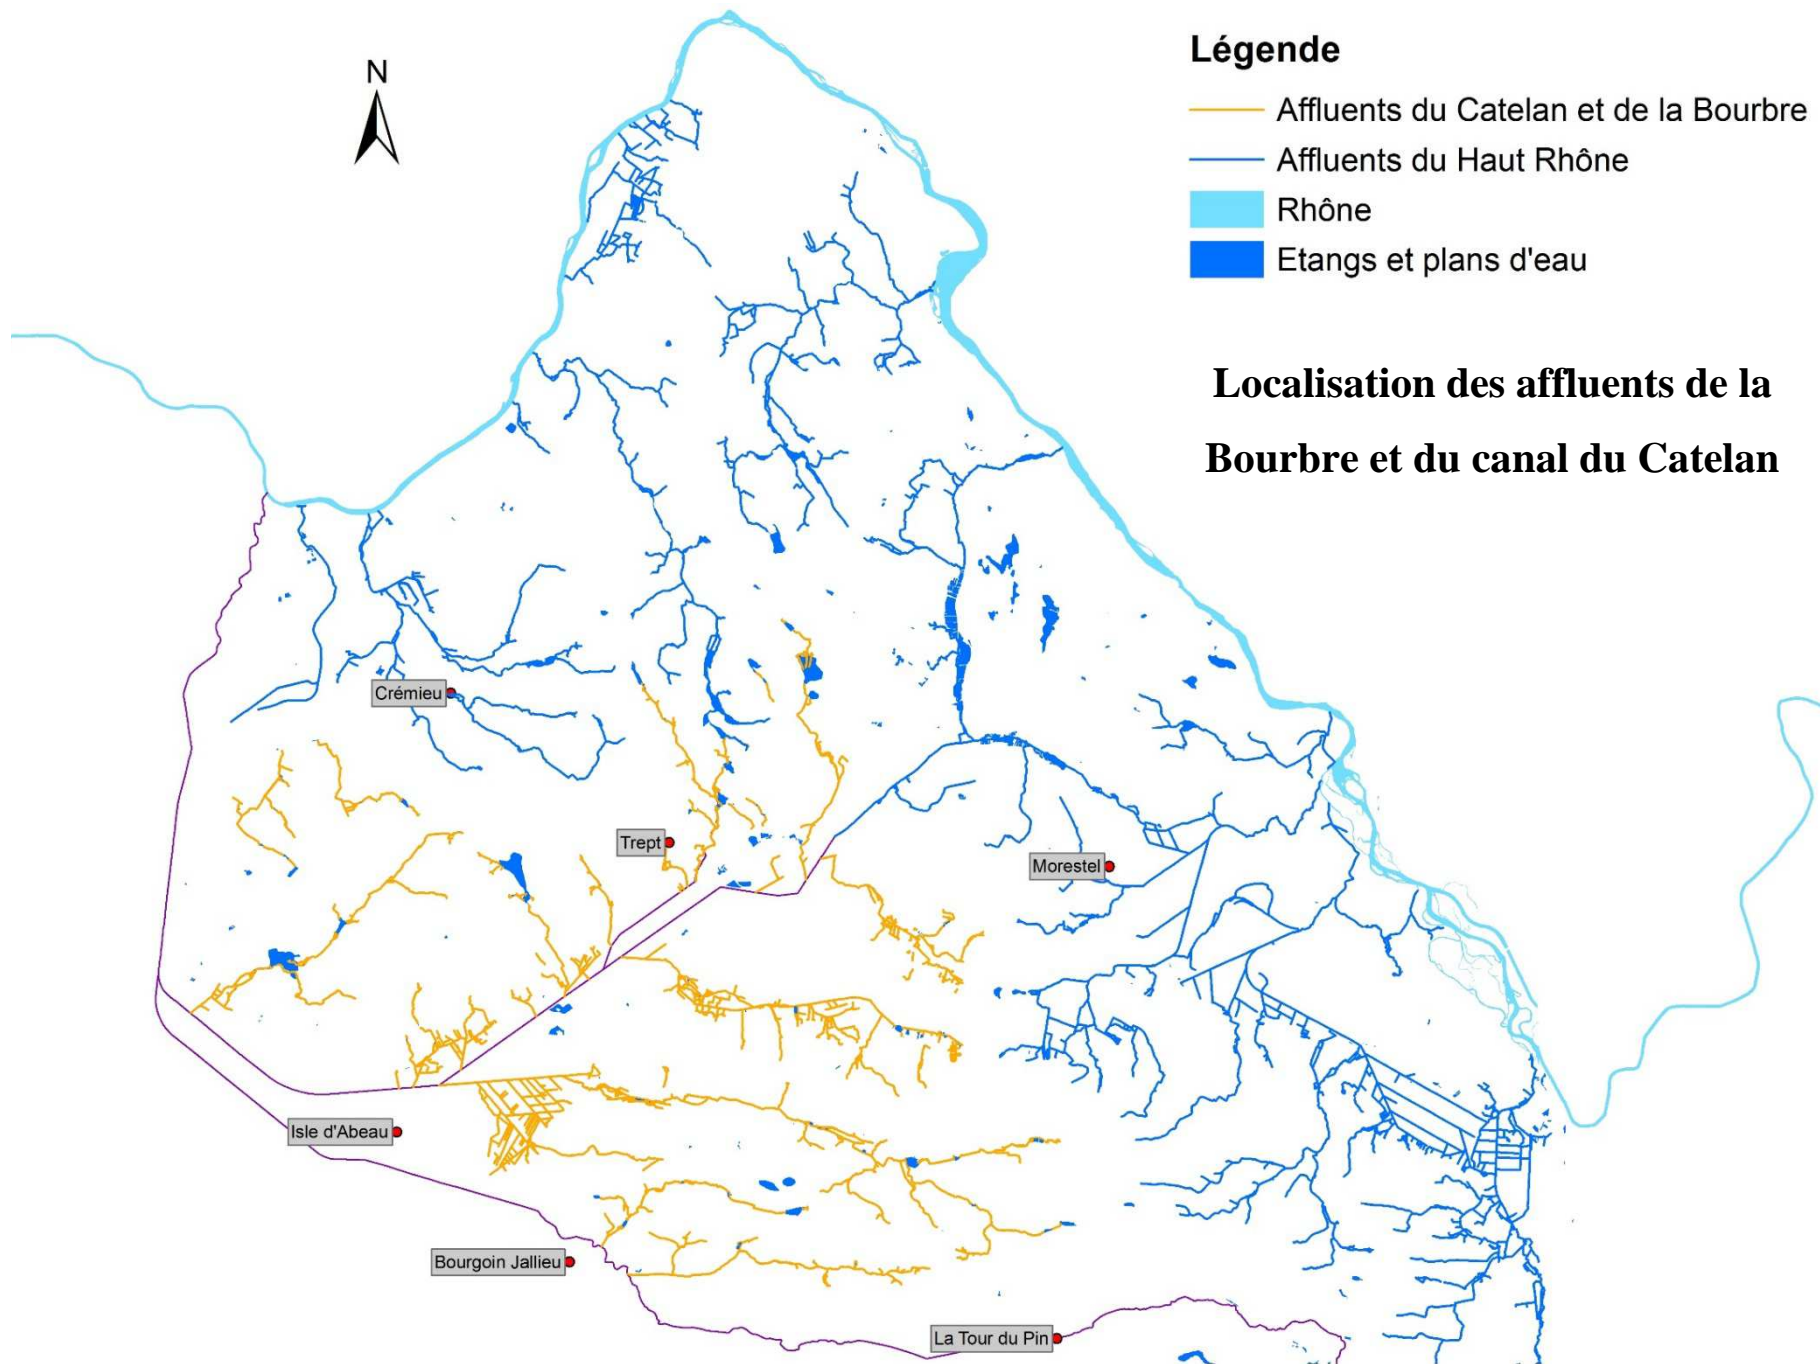 N
Légende
Affluents du Catelan et de la Bourbre
Affluents du Haut Rhône
Rhône
Etangs et plans d'eau
Localisation des affluents de la
Bourbre et du canal du Catelan
Crémieu
Trept
Morestel
Isle d'Abeau
Bourgoin Jallieu
La Tour du Pin